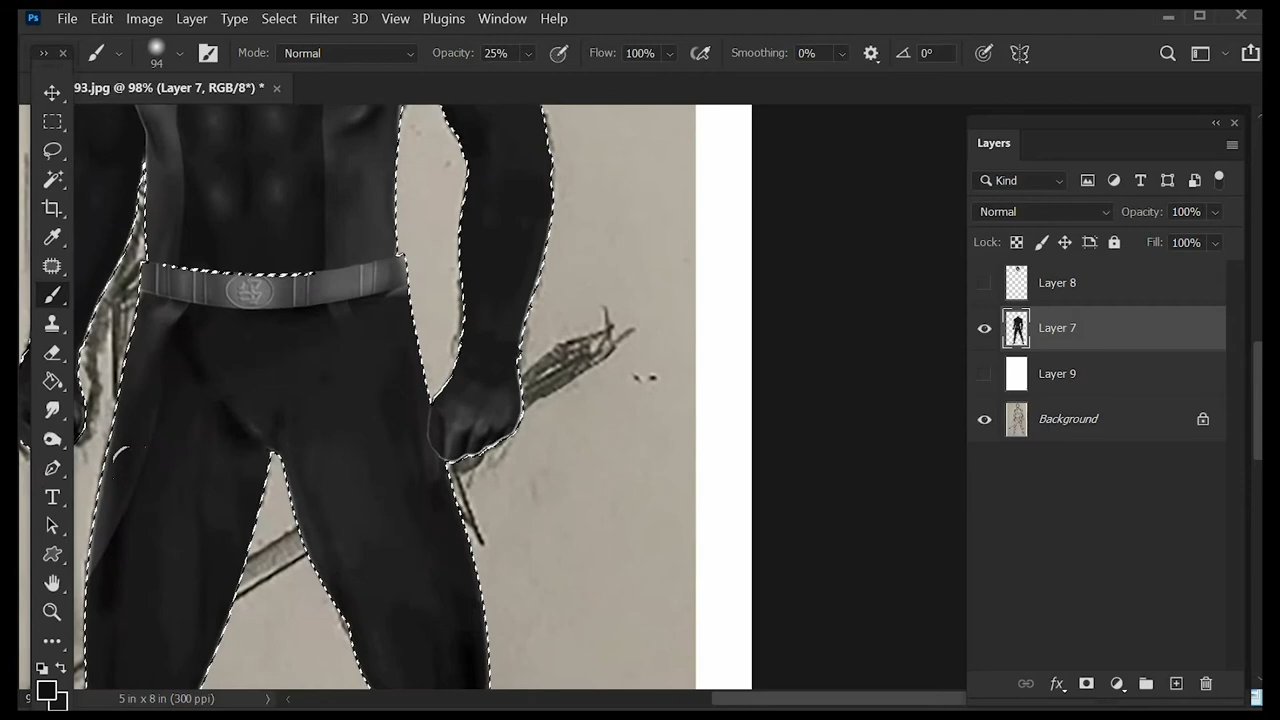 Ps File Edit Image Layer Type Select Filter 3D View Plugins Window Help
94 Mode: Normal Opacity: 25% Flow: 100% Smoothing: 0% 0°
93.jpg @ 98% (Layer 7, RGB/8*) *
Layers
Kind
Normal Opacity: 100%
Lock: Fill: 100%
Layer 8
Layer 7
Layer 9
Background
5 in x 8 in (300 ppi)